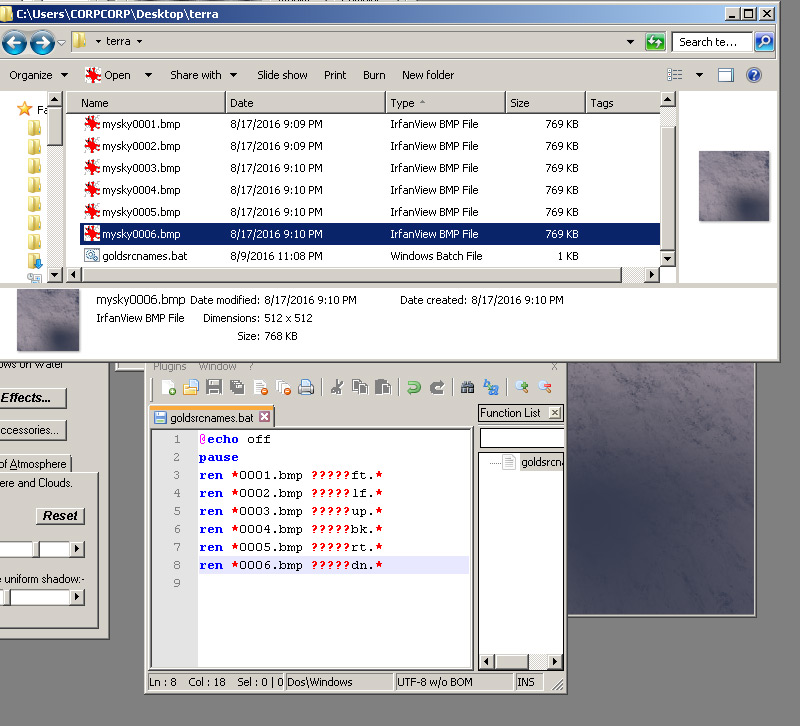 C:\Users\CORPCORP\Desktop\terra
terra
Search te...
Organize Open Share with Slide show Print Burn New folder
Fa
Name Date Type Size Tags
mysky0001.bmp 8/17/2016 9:09 PM IrfanView BMP File 769 KB
mysky0002.bmp 8/17/2016 9:09 PM IrfanView BMP File 769 KB
mysky0003.bmp 8/17/2016 9:10 PM IrfanView BMP File 769 KB
mysky0004.bmp 8/17/2016 9:10 PM IrfanView BMP File 769 KB
mysky0005.bmp 8/17/2016 9:10 PM IrfanView BMP File 769 KB
mysky0006.bmp 8/17/2016 9:10 PM IrfanView BMP File 769 KB
goldsrcnames.bat 8/9/2016 11:08 PM Windows Batch File 1 KB
mysky0006.bmp Date modified: 8/17/2016 9:10 PM Date created: 8/17/2016 9:10 PM
IrfanView BMP File Dimensions: 512 x 512
Size: 768 KB
ows on water
Effects...
ccessories...
of Atmosphere
ere and Clouds.
Reset
e uniform shadow:-
Plugins Window ? X
goldsrcnames.bat
Function List
goldsrcn
1 @echo off
2 pause
3 ren *0001.bmp ?????ft.*
4 ren *0002.bmp ?????lf.*
5 ren *0003.bmp ?????up.*
6 ren *0004.bmp ?????bk.*
7 ren *0005.bmp ?????rt.*
8 ren *0006.bmp ?????dn.*
9
Ln : 8 Col : 18 Sel : 0 | 0 Dos\Windows UTF-8 w/o BOM INS